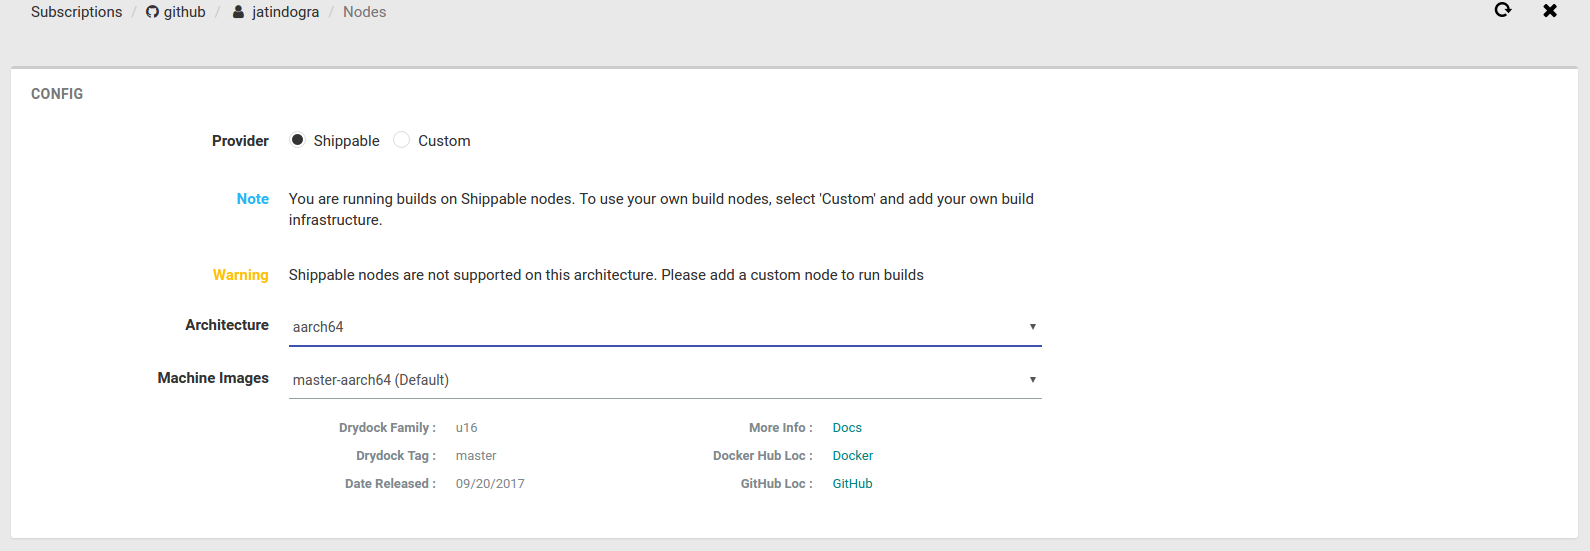 Subscriptions / github / jatindogra / Nodes
CONFIG
Provider Shippable Custom
Note You are running builds on Shippable nodes. To use your own build nodes, select 'Custom' and add your own build
infrastructure.
Warning Shippable nodes are not supported on this architecture. Please add a custom node to run builds
Architecture aarch64
Machine Images master-aarch64 (Default)
Drydock Family : u16 More Info : Docs
Drydock Tag : master Docker Hub Loc : Docker
Date Released : 09/20/2017 GitHub Loc : GitHub